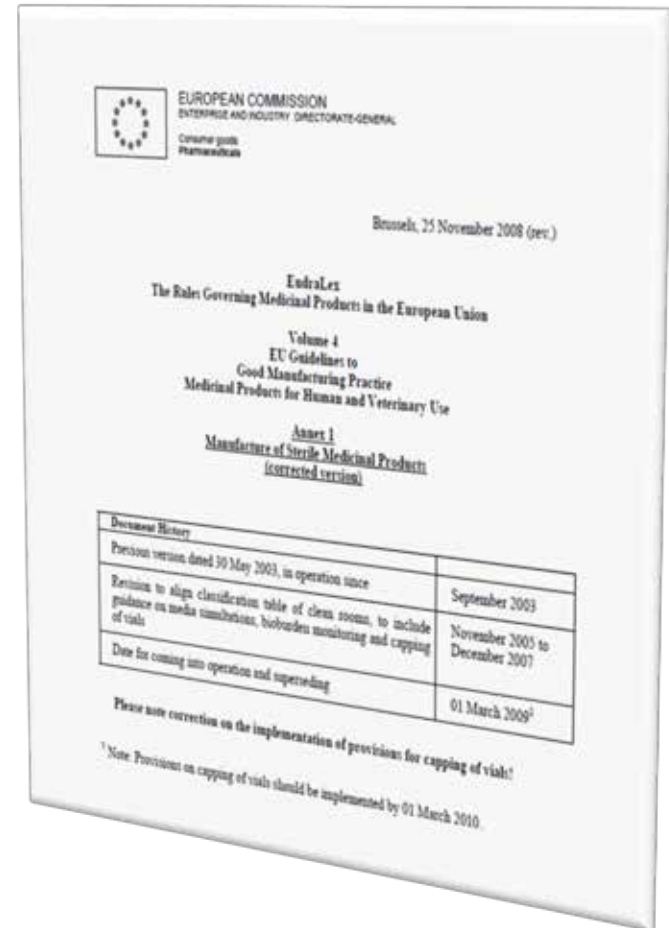 EUROPEAN COMMISSION
ENTERPRISE AND INDUSTRY DIRECTORATE-GENERAL
Consumer goods
Pharmaceuticals
Brussels, 25 November 2008 (rev.)
EudraLex
The Rules Governing Medicinal Products in the European Union
Volume 4
EU Guidelines to
Good Manufacturing Practice
Medicinal Products for Human and Veterinary Use
Annex 1
Manufacture of Sterile Medicinal Products
(corrected version)
Document History
Previous version dated 30 May 2003, in operation since
September 2003
Revision to align classification table of clean rooms, to include
guidance on media simulations, bioburden monitoring and capping
of vials
November 2005 to
December 2007
Date for coming into operation and superseding
01 March 2009¹
Please note correction on the implementation of provisions for capping of vials!
¹ Note: Provisions on capping of vials should be implemented by 01 March 2010.